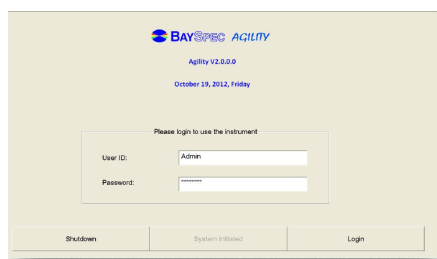 BAYSPEC AGILITY
Agility V2.0.0.0
October 19, 2012, Friday
Please login to use the instrument
User ID: Admin
Password: ********
Shutdown System Initiated Login